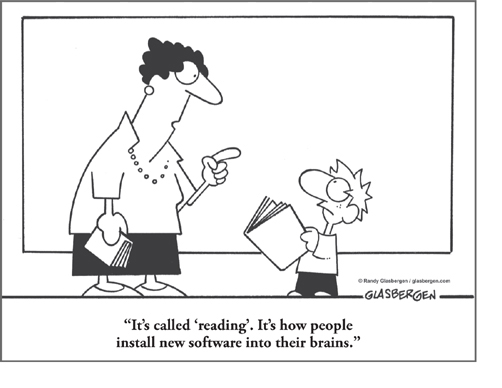 © Randy Glasbergen / glasbergen.com
GLASBERGEN
“It’s called ‘reading’. It’s how people
install new software into their brains.”